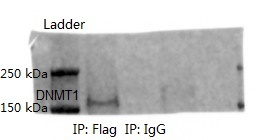 Ladder
250 kDa
DNMT1
150 kDa
IP: Flag IP: IgG